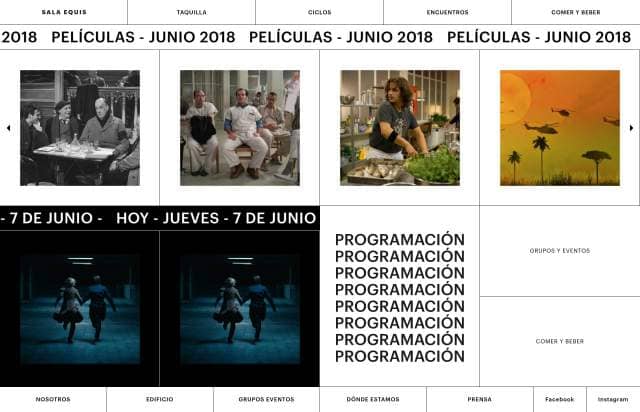 SALA EQUIS
TAQUILLA
CICLOS
ENCUENTROS
COMER Y BEBER
2018 PELÍCULAS - JUNIO 2018 PELÍCULAS - JUNIO 2018 PELÍCULAS - JUNIO 2018
- 7 DE JUNIO - HOY - JUEVES - 7 DE JUNIO
PROGRAMACIÓN
PROGRAMACIÓN
PROGRAMACIÓN
PROGRAMACIÓN
PROGRAMACIÓN
PROGRAMACIÓN
PROGRAMACIÓN
PROGRAMACIÓN
GRUPOS Y EVENTOS
COMER Y BEBER
NOSOTROS
EDIFICIO
GRUPOS EVENTOS
DÓNDE ESTAMOS
PRENSA
Facebook
Instagram